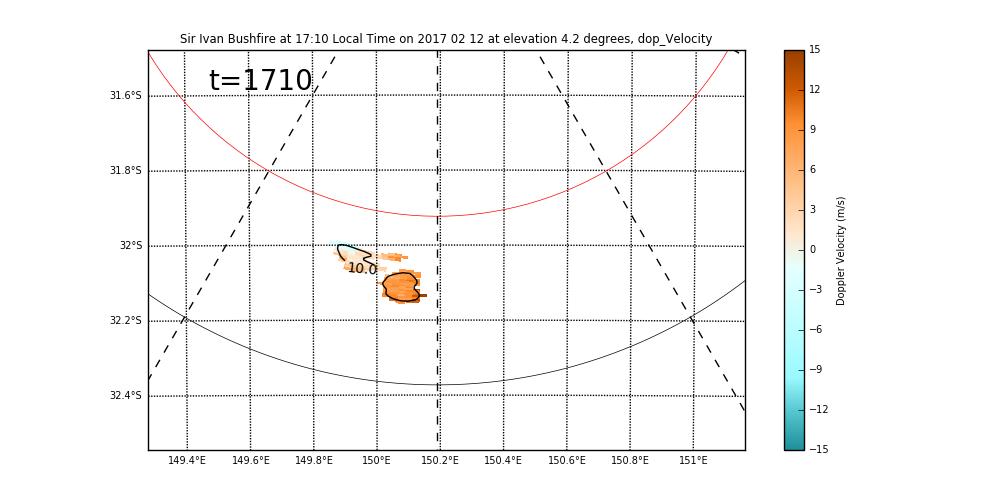 Sir Ivan Bushfire at 17:10 Local Time on 2017 02 12 at elevation 4.2 degrees, dop_Velocity
t=1710
31.6°S
31.8°S
32°S
32.2°S
32.4°S
10.0
149.4°E 149.6°E 149.8°E 150°E 150.2°E 150.4°E 150.6°E 150.8°E 151°E
15
12
9
6
3
0
−3
−6
−9
−12
−15
Doppler Velocity (m/s)